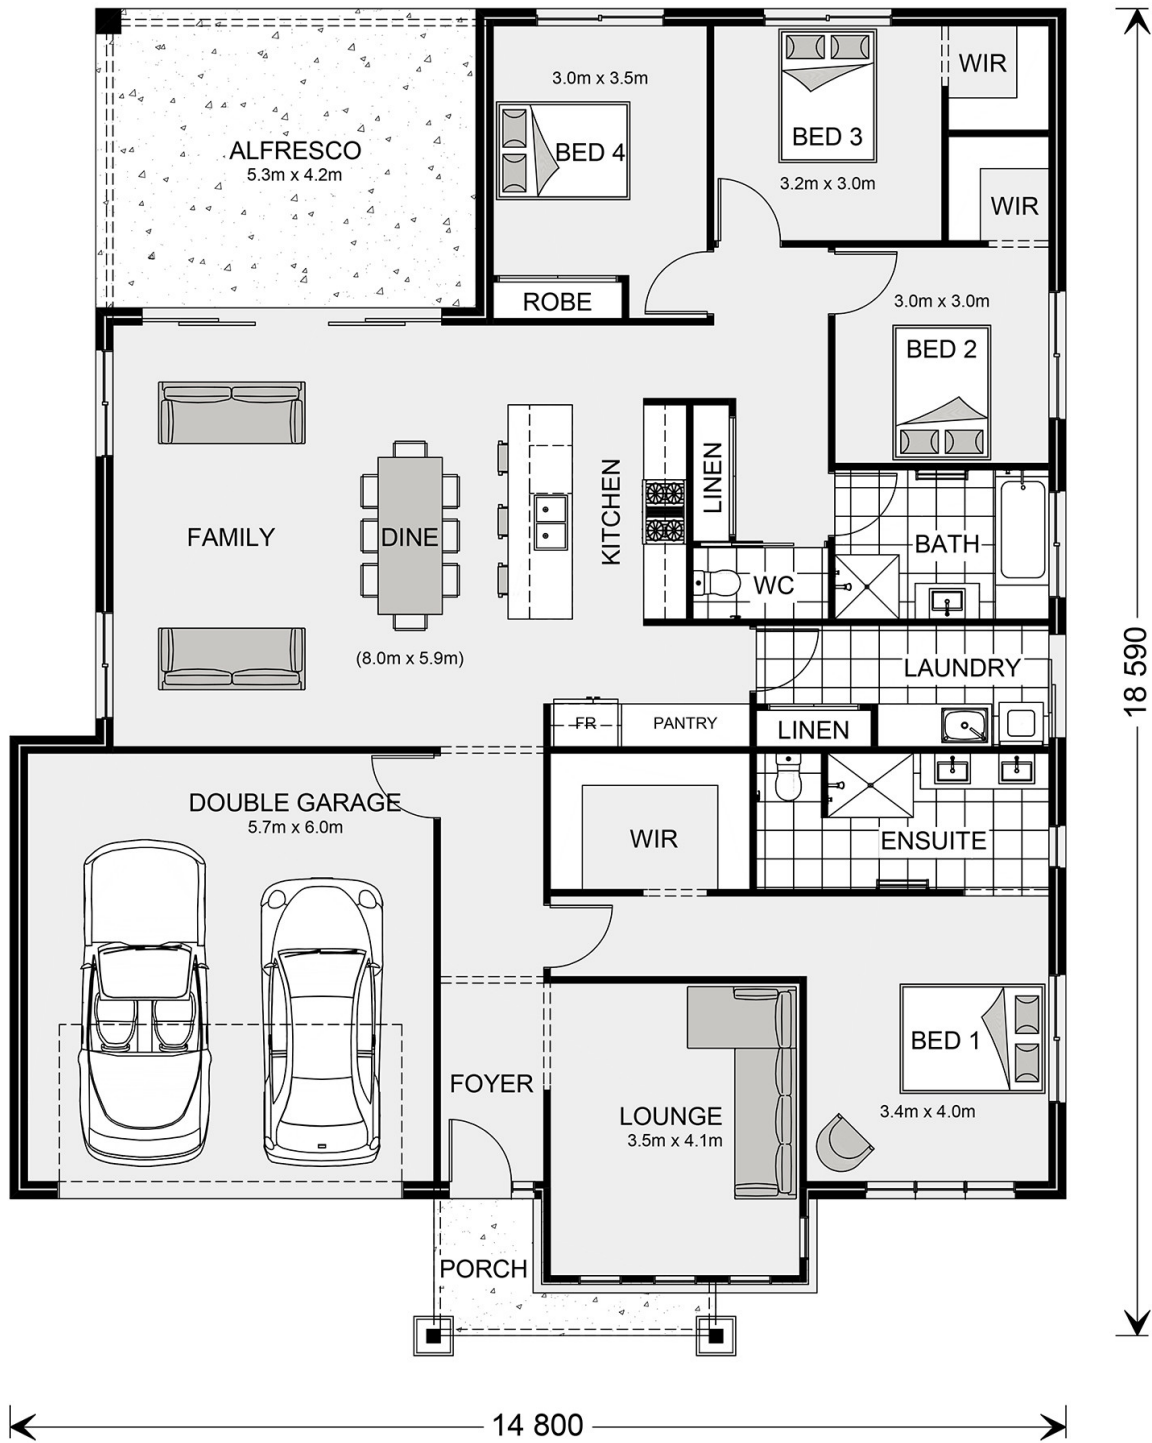 WIR
3.0m x 3.5m
BED 3
ALFRESCO
5.3m x 4.2m
BED 4
3.2m x 3.0m
WIR
ROBE
3.0m x 3.0m
BED 2
LINEN
KITCHEN
FAMILY
DINE
BATH
WC
(8.0m x 5.9m)
LAUNDRY
FR
PANTRY
LINEN
18 590
DOUBLE GARAGE
5.7m x 6.0m
WIR
ENSUITE
BED 1
3.4m x 4.0m
FOYER
LOUNGE
3.5m x 4.1m
PORCH
14 800